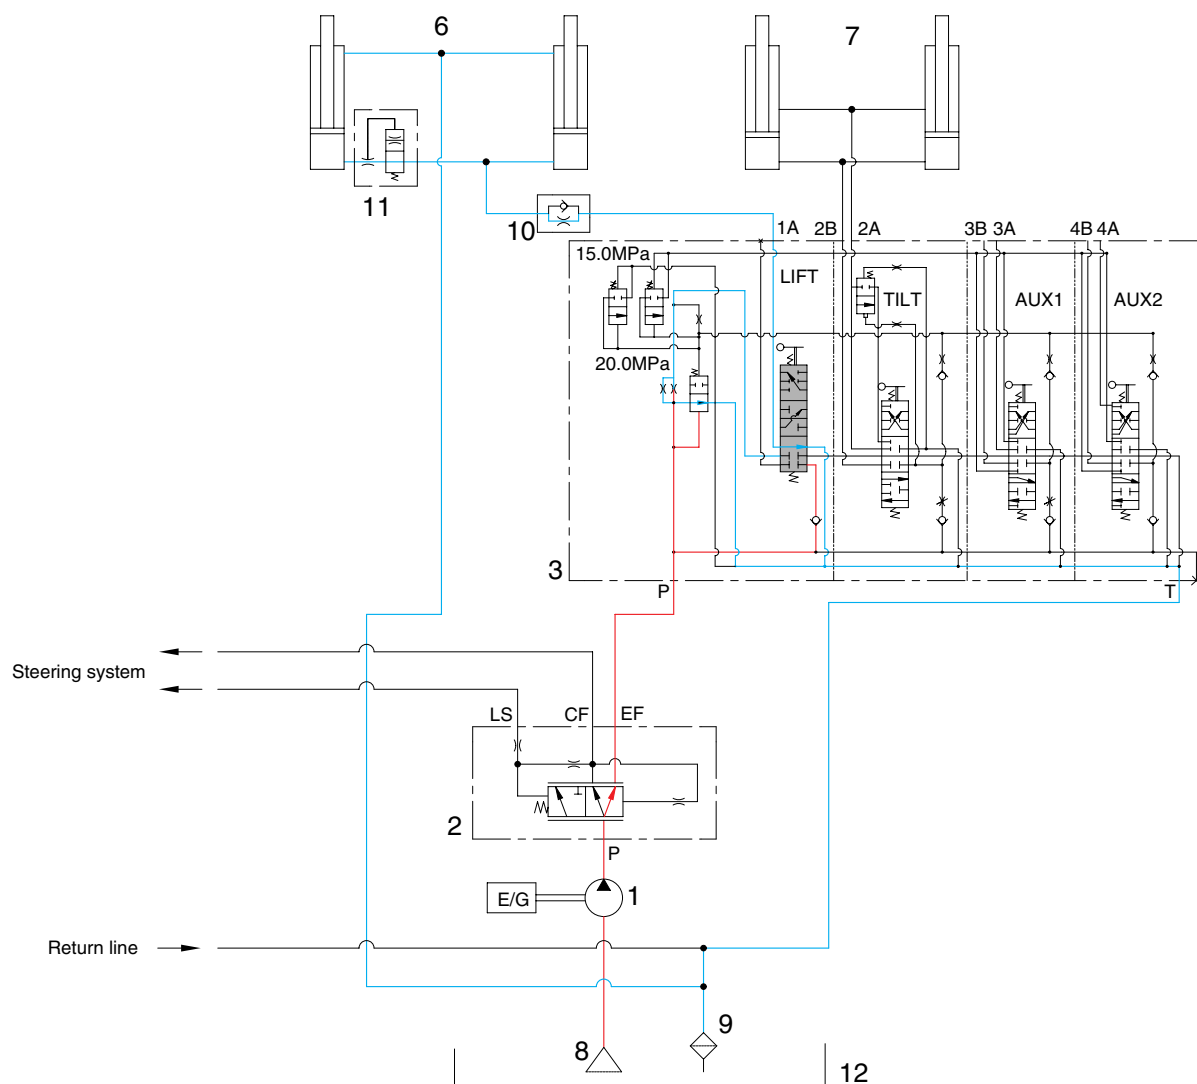 6
7
11
10
1A 2B 2A 3B 3A 4B 4A
15.0MPa
LIFT
TILT AUX1 AUX2
20.0MPa
3
P T
Steering system
LS CF EF
2
P
E/G 1
Return line
9
8
12